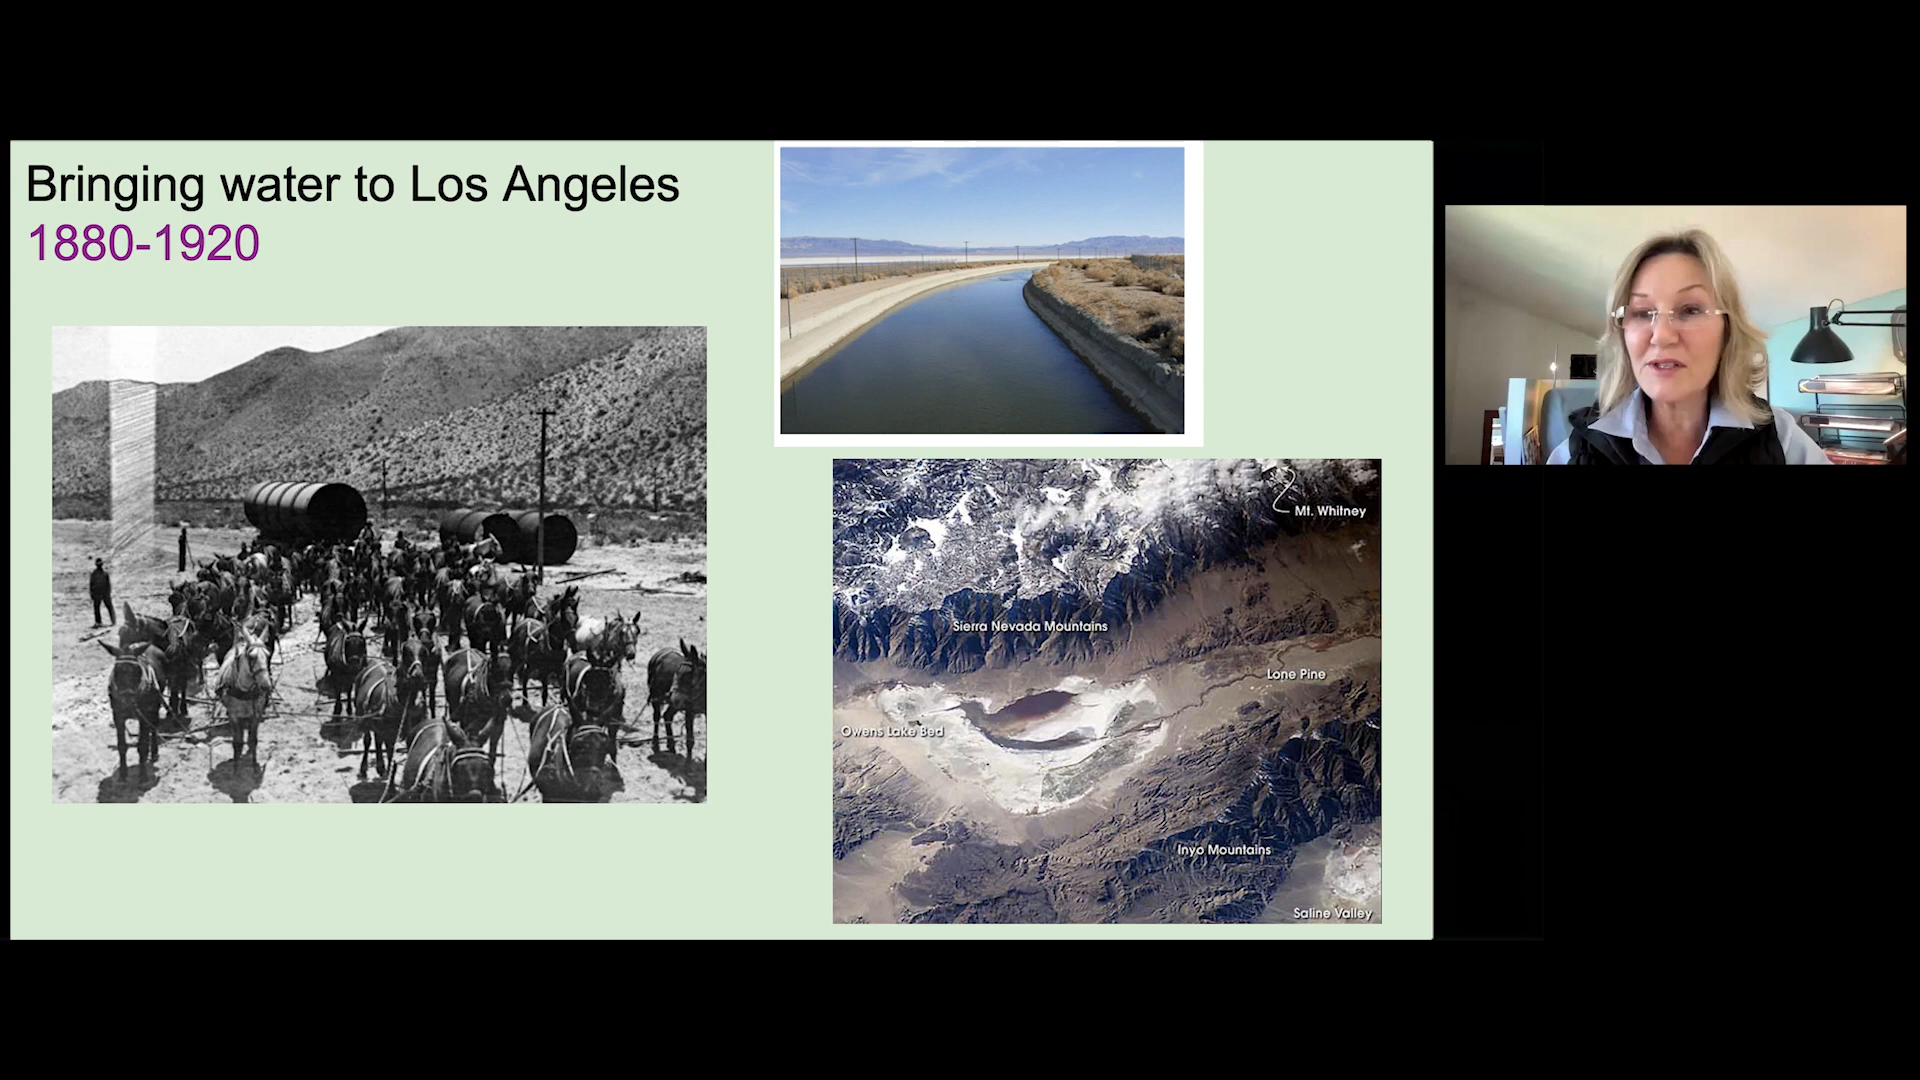 Bringing water to Los Angeles
1880-1920
Mt. Whitney
Sierra Nevada Mountains
Lone Pine
Owens Lake Bed
Inyo Mountains
Saline Valley